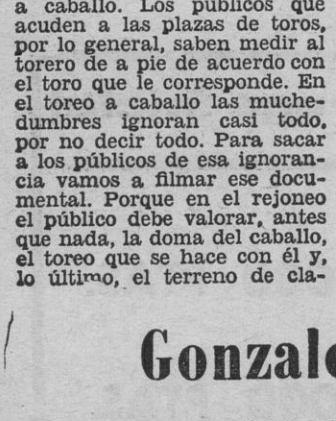 a caballo. Los públicos que
acuden a las plazas de toros,
por lo general, saben medir al
torero de a pie de acuerdo con
el toro que le corresponde. En
el toreo a caballo las muche-
dumbres ignoran casi todo,
por no decir todo. Para sacar
a los públicos de esa ignoran-
cia vamos a filmar ese docu-
mental. Porque en el rejoneo
el público debe valorar, antes
que nada, la doma del caballo,
el toreo que se hace con él y,
lo último, el terreno de cla-
Gonzal